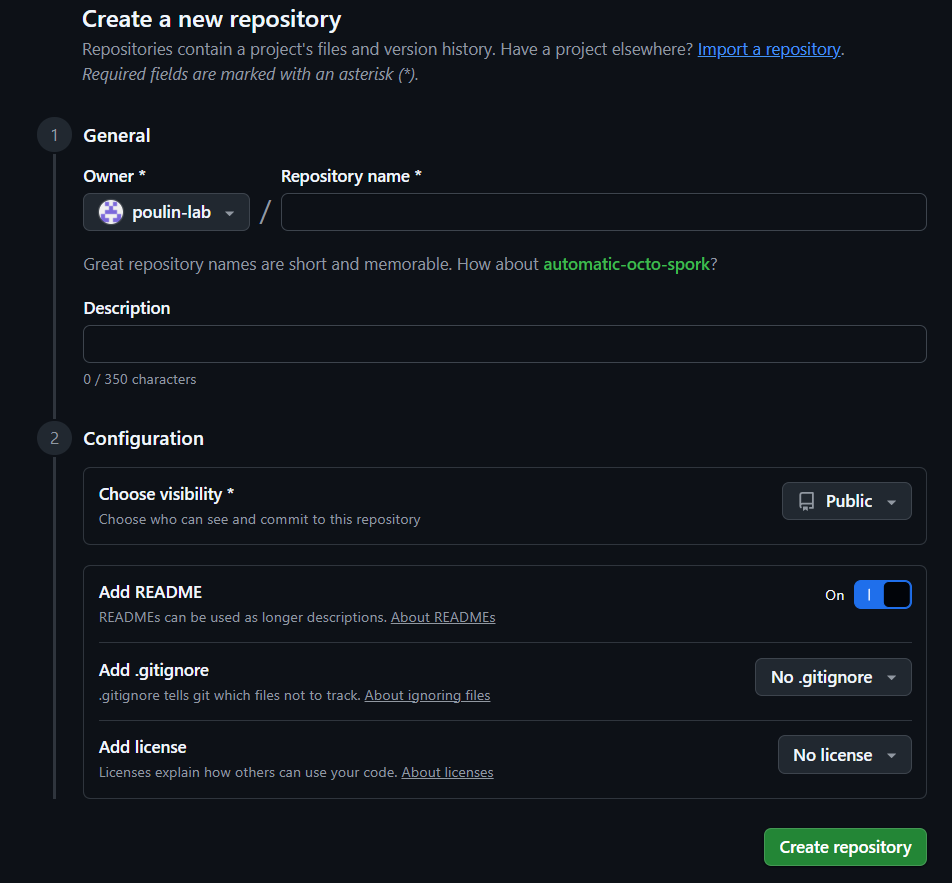 Create a new repository
Repositories contain a project's files and version history. Have a project elsewhere? Import a repository.
Required fields are marked with an asterisk (*).
1 General
Owner * Repository name *
poulin-lab /
Great repository names are short and memorable. How about automatic-octo-spork?
Description
0 / 350 characters
2 Configuration
Choose visibility * Public
Choose who can see and commit to this repository
Add README On
READMEs can be used as longer descriptions. About READMEs
Add .gitignore No .gitignore
.gitignore tells git which files not to track. About ignoring files
Add license No license
Licenses explain how others can use your code. About licenses
Create repository